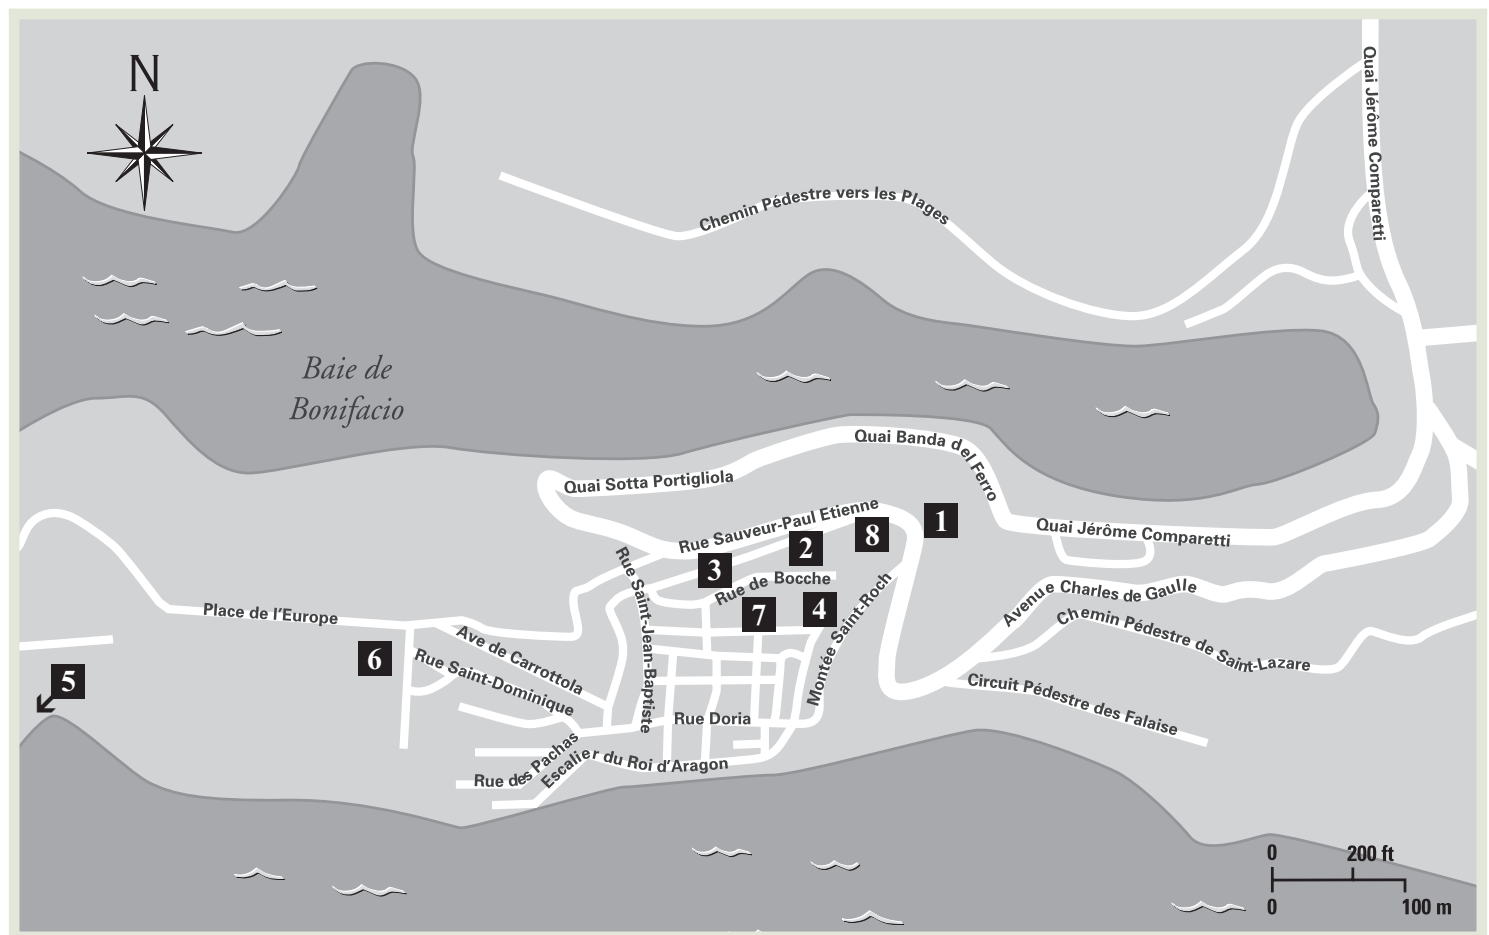 N
Quai Jérôme Comparetti
Chemin Pédestre vers les Plages
Baie de
Bonifacio
Quai Banda del Ferro
Quai Sotta Portigliola
Rue Sauveur-Paul Etienne
1
8
2
3
Quai Jérôme Comparetti
Rue Saint-Jean-Baptiste
Rue de Bocche
7
4
Montée Saint-Roch
Avenue Charles de Gaulle
Chemin Pédestre de Saint-Lazare
Place de l'Europe
Ave de Carrottola
6
Rue Saint-Dominique
5
Circuit Pédestre des Falaise
Rue Doria
Rue des Pachas
Escalier du Roi d'Aragon
0 200 ft
0 100 m